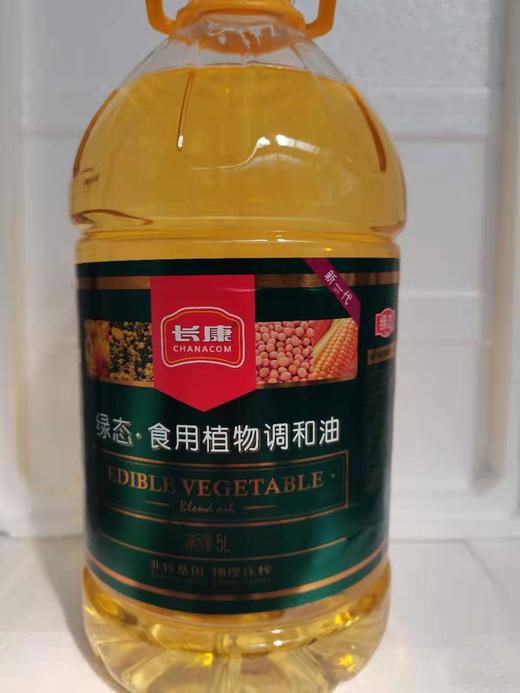 新一代
长康
CHANACOM
绿态·食用植物调和油
EDIBLE VEGETABLE
Blend oil
净含量:5L
非转基因 物理压榨